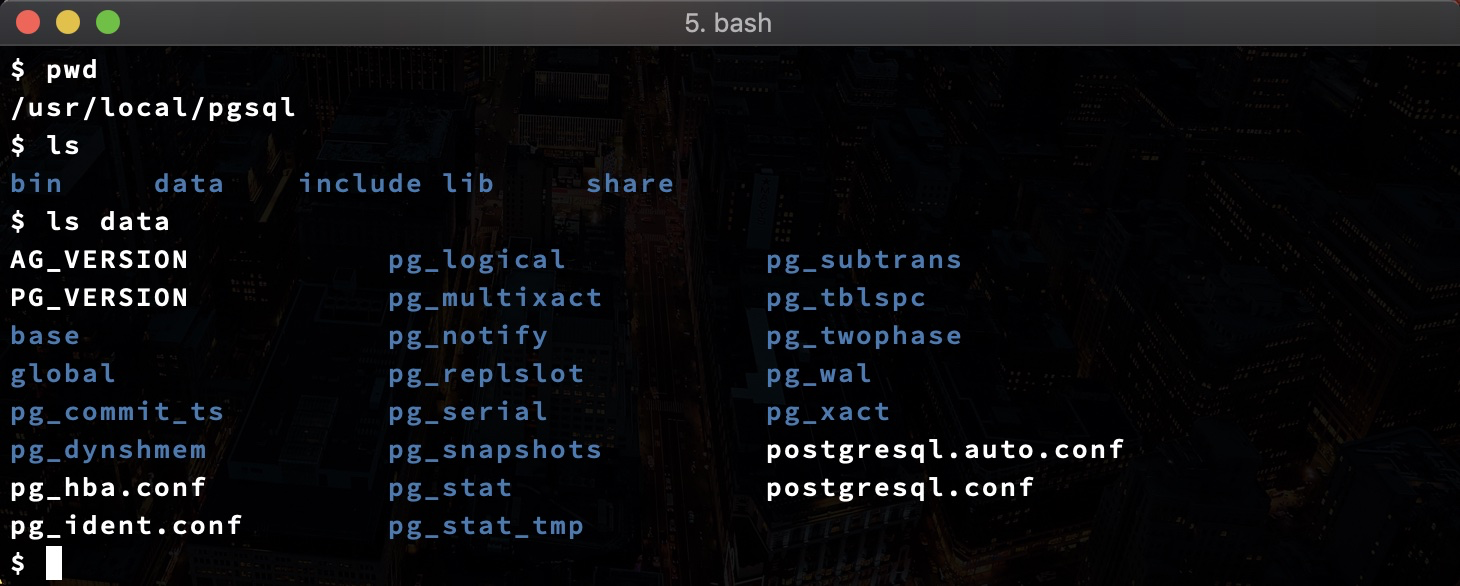 5. bash
$ pwd
/usr/local/pgsql
$ ls
bin data include lib share
$ ls data
AG_VERSION pg_logical pg_subtrans
PG_VERSION pg_multixact pg_tblspc
base pg_notify pg_twophase
global pg_replslot pg_wal
pg_commit_ts pg_serial pg_xact
pg_dynshmem pg_snapshots postgresql.auto.conf
pg_hba.conf pg_stat postgresql.conf
pg_ident.conf pg_stat_tmp
$